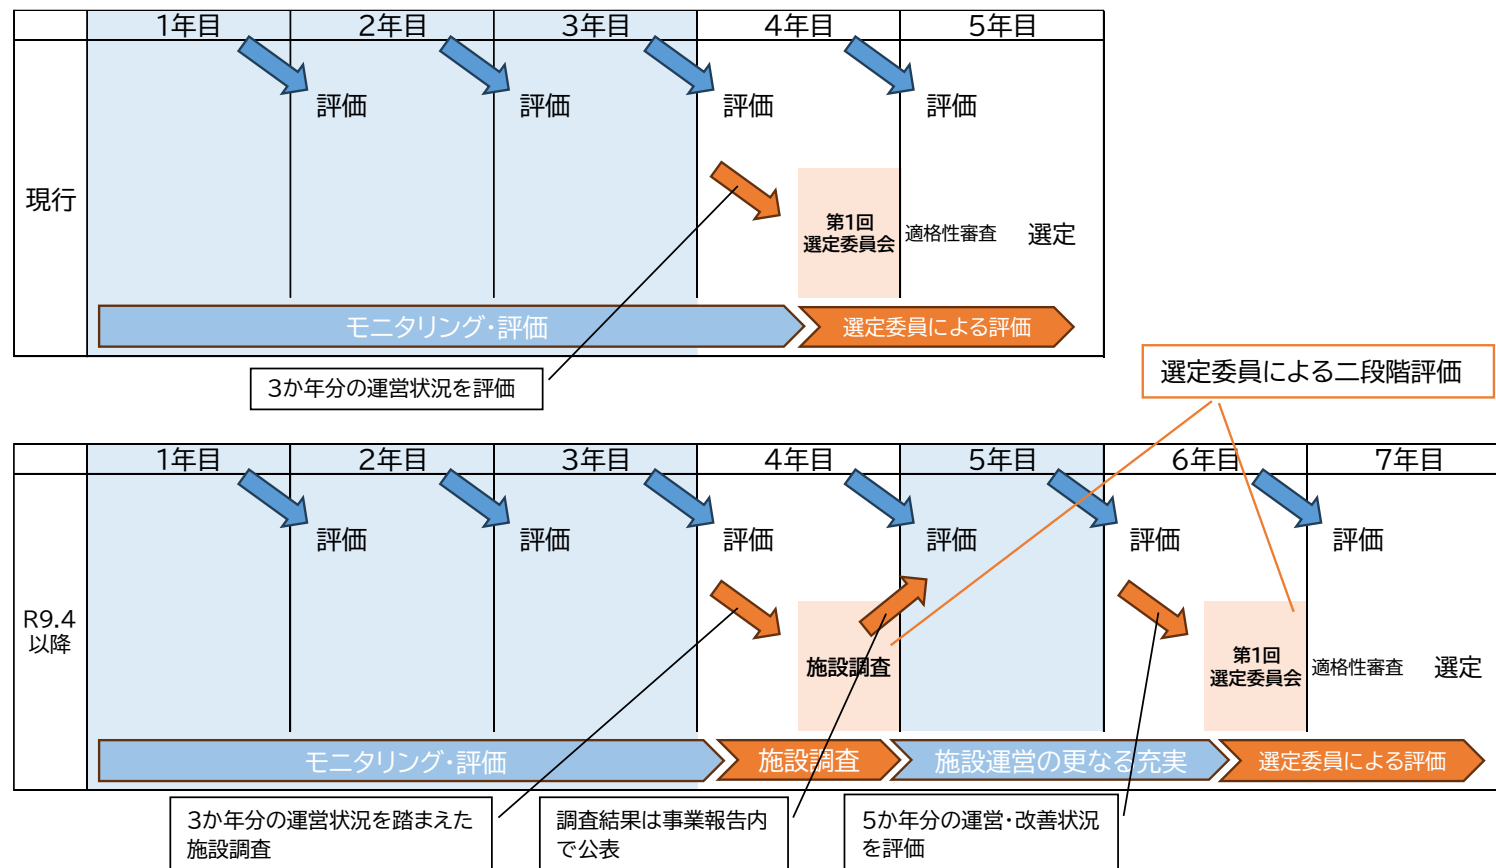 1年目 2年目 3年目 4年目 5年目
評価 評価 評価 評価
現行
第1回
選定委員会
適格性審査 選定
モニタリング・評価 選定委員による評価
3か年分の運営状況を評価
選定委員による二段階評価
1年目 2年目 3年目 4年目 5年目 6年目 7年目
評価 評価 評価 評価 評価 評価
R9.4
以降
施設調査
第1回
選定委員会
適格性審査 選定
モニタリング・評価 施設調査 施設運営の更なる充実 選定委員による評価
3か年分の運営状況を踏まえた
施設調査
調査結果は事業報告内
で公表
5か年分の運営・改善状況
を評価